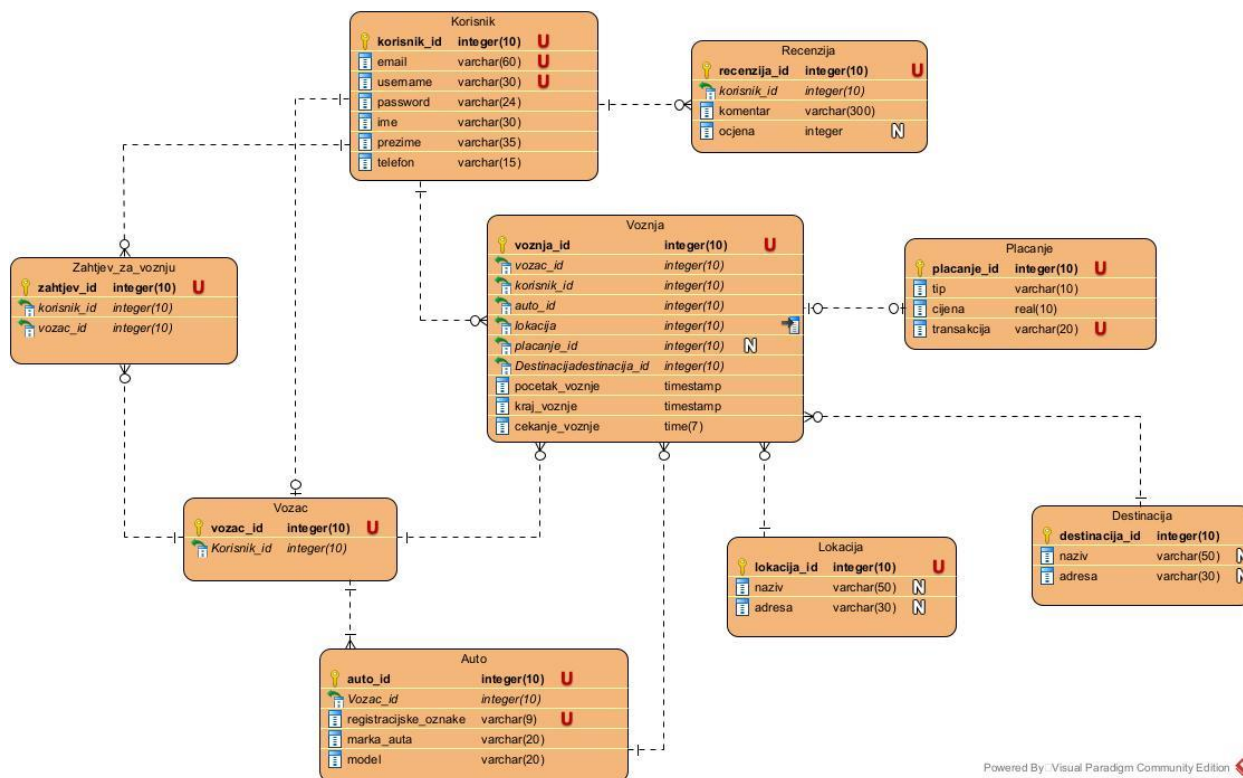 Korisnik
korisnik_id integer(10) U
email varchar(60) U
username varchar(30) U
password varchar(24)
ime varchar(30)
prezime varchar(35)
telefon varchar(15)
Recenzija
recenzija_id integer(10) U
korisnik_id integer(10)
komentar varchar(300)
ocjena integer N
Zahtjev_za_voznju
zahtjev_id integer(10) U
korisnik_id integer(10)
vozac_id integer(10)
Voznja
voznja_id integer(10) U
vozac_id integer(10)
korisnik_id integer(10)
auto_id integer(10)
lokacija integer(10)
placanje_id integer(10) N
Destinacijadestinacija_id integer(10)
pocetak_voznje timestamp
kraj_voznje timestamp
cekanje_voznje time(7)
Placanje
placanje_id integer(10) U
tip varchar(10)
cijena real(10)
transakcija varchar(20) U
Vozac
vozac_id integer(10) U
Korisnik_id integer(10)
Lokacija
lokacija_id integer(10) U
naziv varchar(50) N
adresa varchar(30) N
Destinacija
destinacija_id integer(10)
naziv varchar(50) N
adresa varchar(30) N
Auto
auto_id integer(10) U
Vozac_id integer(10)
registracijske_oznake varchar(9) U
marka_auta varchar(20)
model varchar(20)
Powered By: Visual Paradigm Community Edition